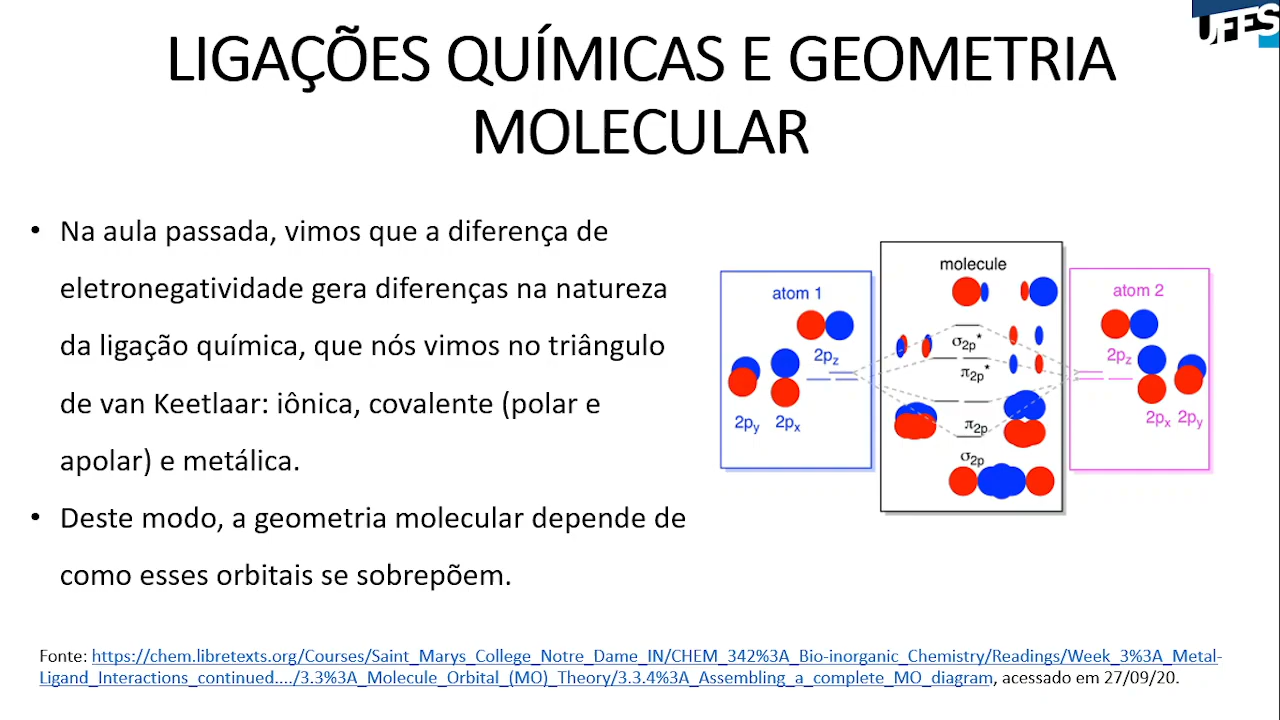 UFES
LIGAÇÕES QUÍMICAS E GEOMETRIA
MOLECULAR
• Na aula passada, vimos que a diferença de
eletronegatividade gera diferenças na natureza
da ligação química, que nós vimos no triângulo
de van Keetlaar: iônica, covalente (polar e
apolar) e metálica.
• Deste modo, a geometria molecular depende de
como esses orbitais se sobrepõem.
atom 1
2pz
2py 2px
molecule
σ2p*
π2p*
π2p
σ2p
atom 2
2pz
2px 2py
Fonte: https://chem.libretexts.org/Courses/Saint_Marys_College_Notre_Dame_IN/CHEM_342%3A_Bio-inorganic_Chemistry/Readings/Week_3%3A_Metal-
Ligand_Interactions_continued..../3.3%3A_Molecule_Orbital_(MO)_Theory/3.3.4%3A_Assembling_a_complete_MO_diagram, acessado em 27/09/20.